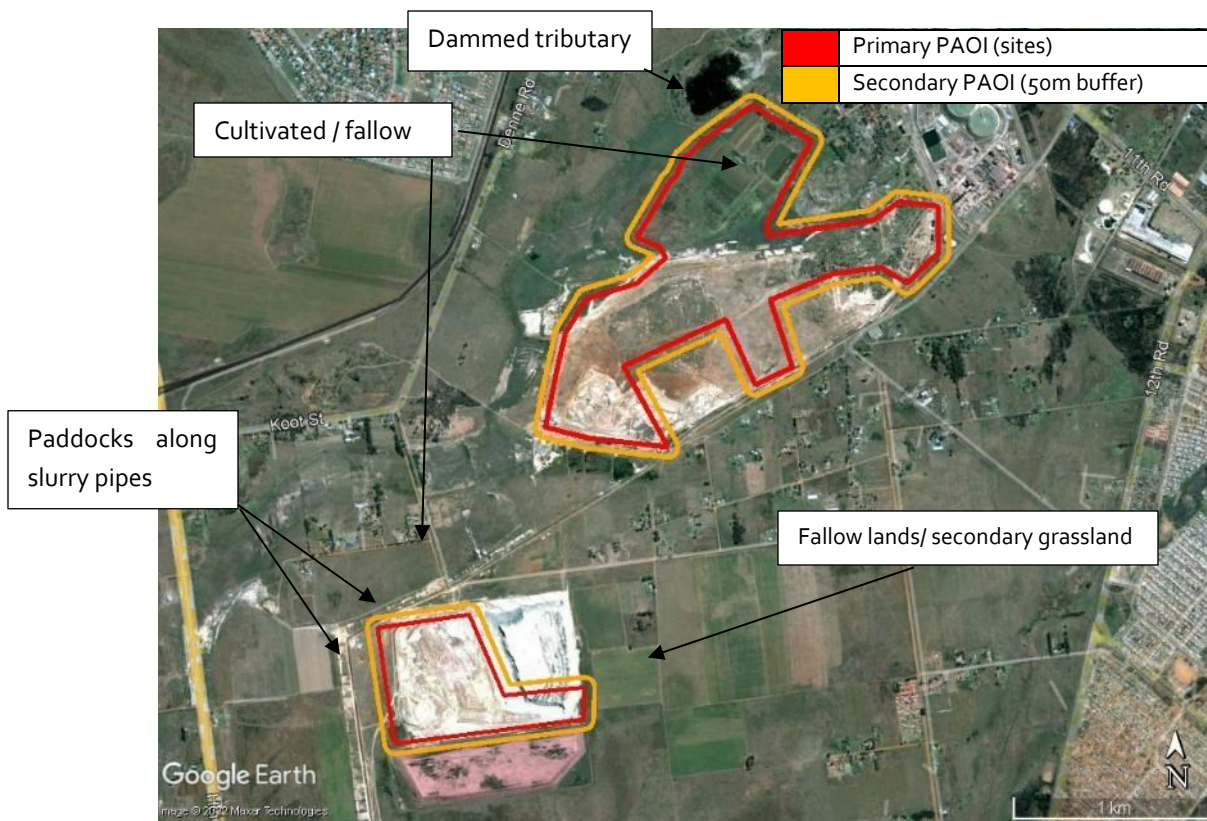 Dammed tributary
Primary PAOI (sites)
Secondary PAOI (50m buffer)
Cultivated / fallow
Denne Rd
11th Rd
12th Rd
Koot St
Paddocks along
slurry pipes
Fallow lands/ secondary grassland
Google Earth
Image © 2022 Maxar Technologies
N
1 km